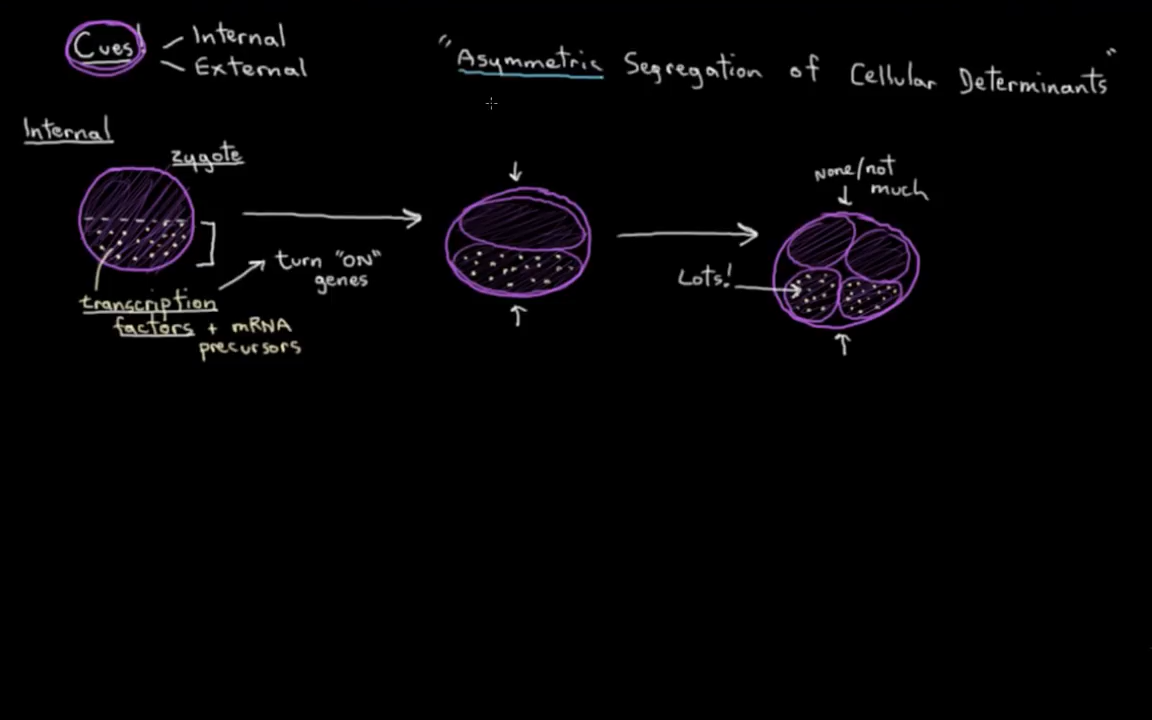 Cues!
Internal
External
"Asymmetric Segregation of Cellular Determinants"
Internal
zygote
transcription
factors + mRNA
precursors
turn "ON"
genes
Lots!
None/not
much